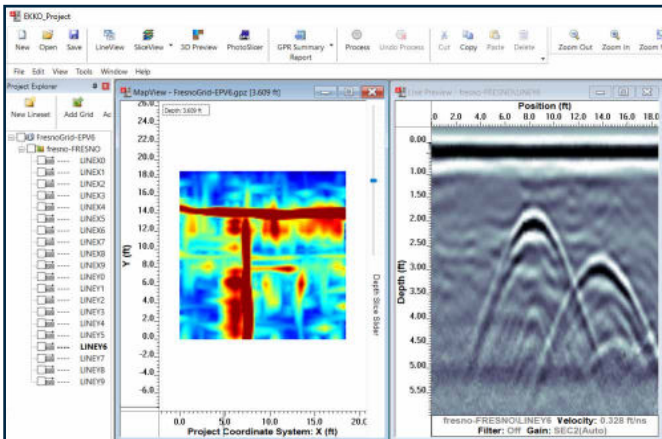 EKKO_Project
New Open Save LineView SliceView 3D Preview PhotoSlicer GPR Summary Report Process Undo Process Cut Copy Paste Delete Zoom Out Zoom In Zoom
File Edit View Tools Window Help
Project Explorer
New Lineset Add Grid Ac
FresnoGrid-EPV6
fresno-FRESNO
LINEX0
LINEX1
LINEX2
LINEX3
LINEX4
LINEX5
LINEX6
LINEX7
LINEX8
LINEX9
LINEY0
LINEY1
LINEY2
LINEY3
LINEY4
LINEY5
LINEY6
LINEY7
LINEY8
LINEY9
MapView - FresnoGrid-EPV6.gpz [3.609 ft]
Depth: 3.609 ft
26.0
24.0
22.0
20.0
18.0
16.0
14.0
12.0
10.0
8.0
6.0
4.0
2.0
0.0
-2.0
-4.0
-6.0
Y (ft)
0.0 5.0 10.0 15.0 20.0
Project Coordinate System: X (ft)
Depth Slice Slider
Live Preview - fresno-FRESNO\LINEY6
Position (ft)
.0 2.0 4.0 6.0 8.0 10.0 12.0 14.0 16.0 18.0
0.00
1.00
1.50
2.00
2.50
3.00
3.50
4.00
4.50
5.00
5.50
Depth (ft)
fresno-FRESNO\LINEY6 Velocity: 0.328 ft/ns
Filter: Off Gain: SEC2(Auto)